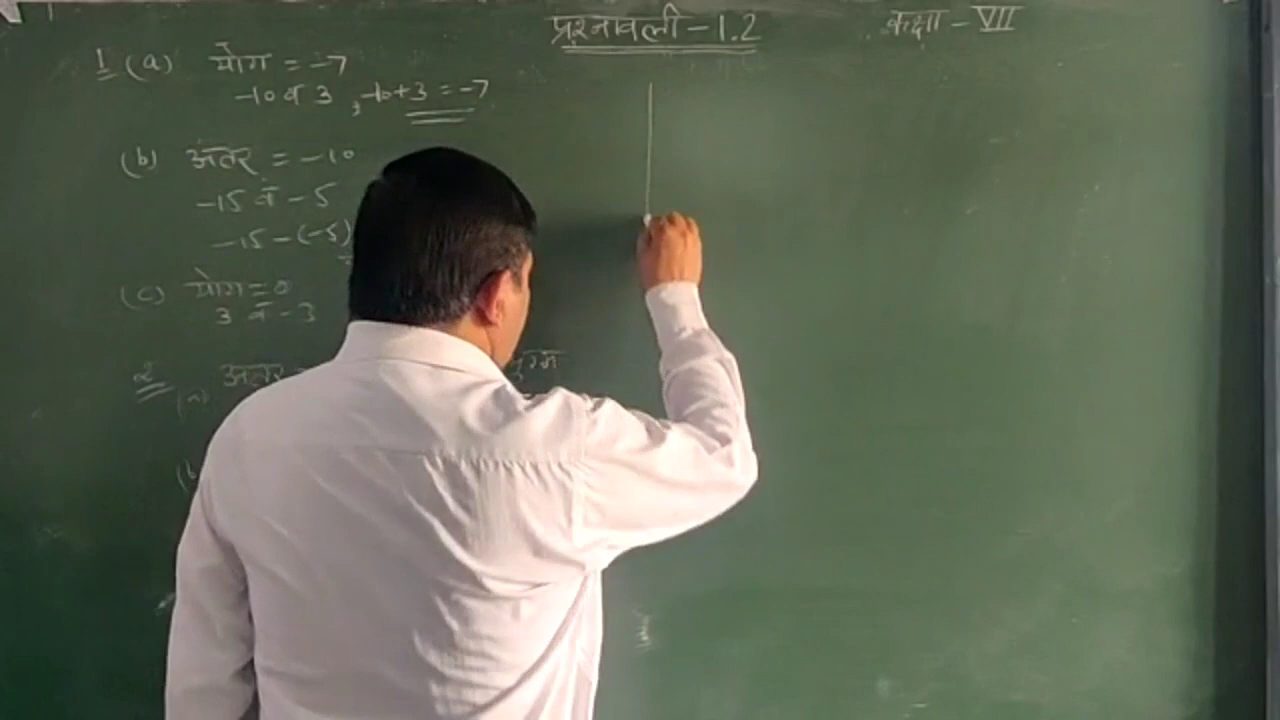 प्रश्नावली - 1.2
कक्षा - VII
1 (a) योग = -7
-10 व 3 , -10+3 = -7
(b) अंतर = -10
-15 व -5
-15-(-5)
(c) योग = 0
3 व -3
2 अंतर
(a)
(b